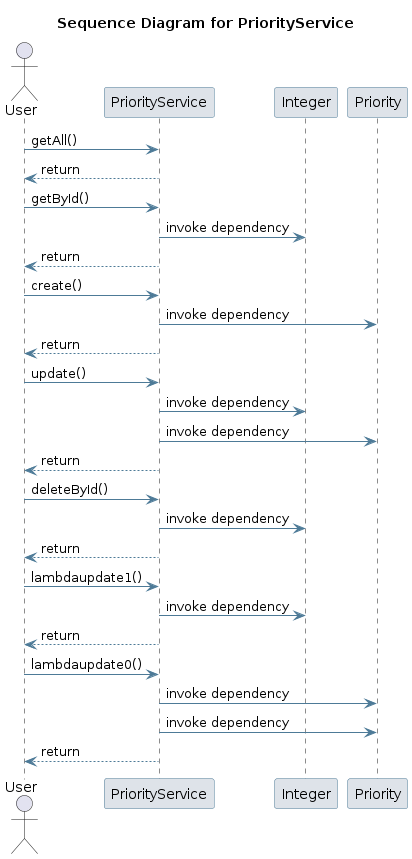 Sequence Diagram for PriorityService
User
PriorityService
Integer
Priority
getAll()
return
getById()
invoke dependency
return
create()
invoke dependency
return
update()
invoke dependency
invoke dependency
return
deleteById()
invoke dependency
return
lambdaupdate1()
invoke dependency
return
lambdaupdate0()
invoke dependency
invoke dependency
return
User
PriorityService
Integer
Priority